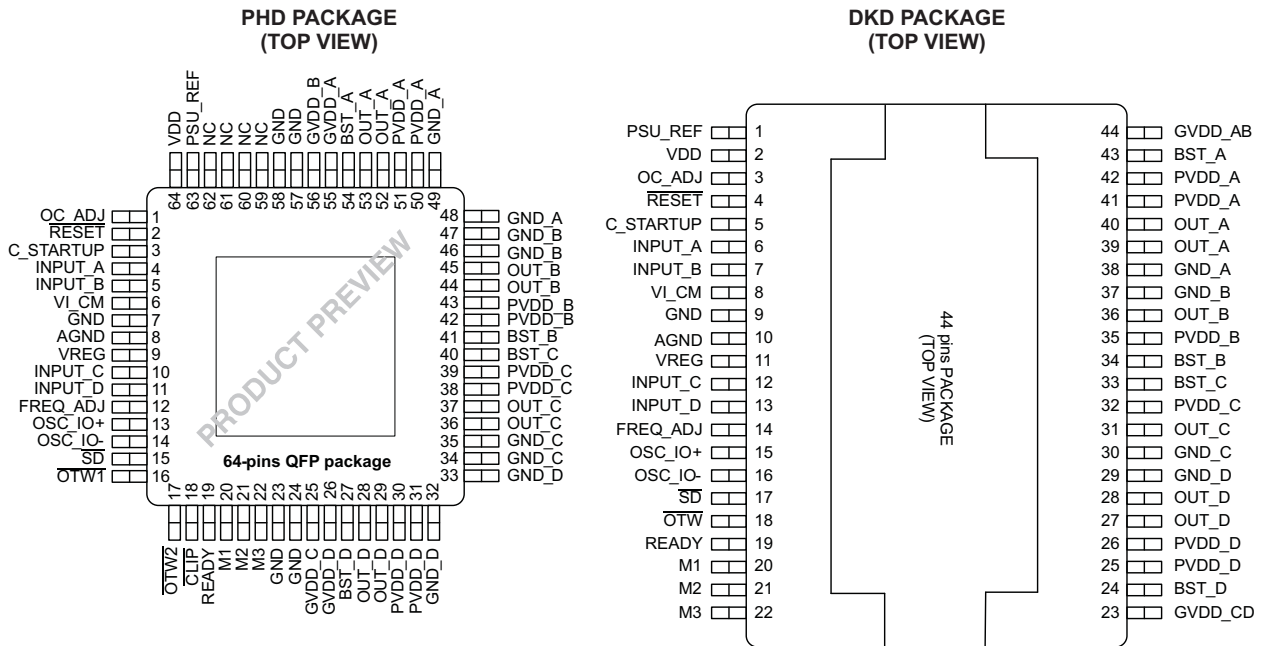 PHD PACKAGE
(TOP VIEW)
VDD
PSU_REF
NC
NC
NC
NC
GND
GND
GVDD_B
GVDD_A
BST_A
OUT_A
OUT_A
PVDD_A
PVDD_A
GND_A
64
63
62
61
60
59
58
57
56
55
54
53
52
51
50
49
OC_ADJ 1
RESET 2
C_STARTUP 3
INPUT_A 4
INPUT_B 5
VI_CM 6
GND 7
AGND 8
VREG 9
INPUT_C 10
INPUT_D 11
FREQ_ADJ 12
OSC_IO+ 13
OSC_IO- 14
SD 15
OTW1 16
48 GND_A
47 GND_B
46 GND_B
45 OUT_B
44 OUT_B
43 PVDD_B
42 PVDD_B
41 BST_B
40 BST_C
39 PVDD_C
38 PVDD_C
37 OUT_C
36 OUT_C
35 GND_C
34 GND_C
33 GND_D
PRODUCT PREVIEW
64-pins QFP package
17
18
19
20
21
22
23
24
25
26
27
28
29
30
31
32
OTW2
CLIP
READY
M1
M2
M3
GND
GND
GVDD_C
GVDD_D
BST_D
OUT_D
OUT_D
PVDD_D
PVDD_D
GND_D
DKD PACKAGE
(TOP VIEW)
PSU_REF 1
VDD 2
OC_ADJ 3
RESET 4
C_STARTUP 5
INPUT_A 6
INPUT_B 7
VI_CM 8
GND 9
AGND 10
VREG 11
INPUT_C 12
INPUT_D 13
FREQ_ADJ 14
OSC_IO+ 15
OSC_IO- 16
SD 17
OTW 18
READY 19
M1 20
M2 21
M3 22
44 pins PACKAGE
(TOP VIEW)
44 GVDD_AB
43 BST_A
42 PVDD_A
41 PVDD_A
40 OUT_A
39 OUT_A
38 GND_A
37 GND_B
36 OUT_B
35 PVDD_B
34 BST_B
33 BST_C
32 PVDD_C
31 OUT_C
30 GND_C
29 GND_D
28 OUT_D
27 OUT_D
26 PVDD_D
25 PVDD_D
24 BST_D
23 GVDD_CD